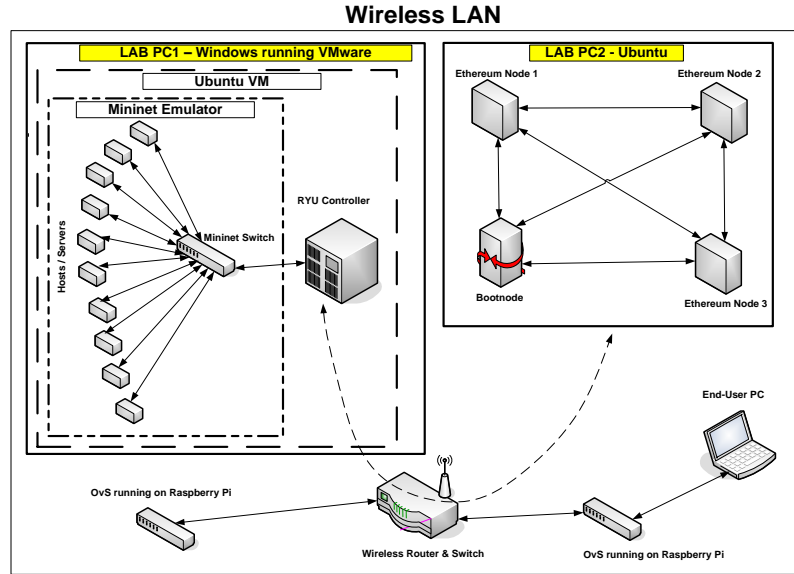 Wireless LAN
LAB PC1 – Windows running VMware
LAB PC2 - Ubuntu
Ubuntu VM
Mininet Emulator
Hosts / Servers
Mininet Switch
RYU Controller
Ethereum Node 1
Ethereum Node 2
Bootnode
Ethereum Node 3
End-User PC
OvS running on Raspberry Pi
Wireless Router & Switch
OvS running on Raspberry Pi